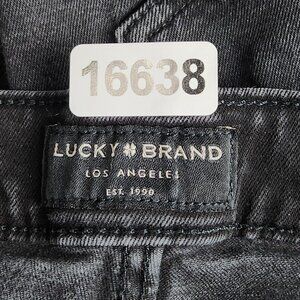 16638
LUCKY BRAND
LOS ANGELES
EST. 1990